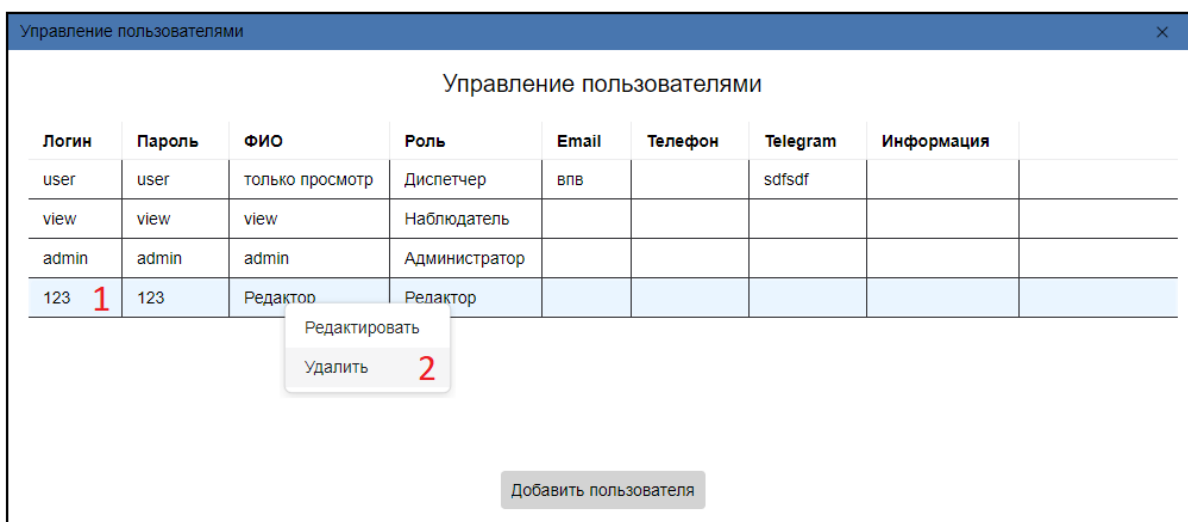 Управление пользователями ×
Управление пользователями
Логин Пароль ФИО Роль Email Телефон Telegram Информация
user user только просмотр Диспетчер впв sdfsdf
view view view Наблюдатель
admin admin admin Администратор
123 1 123 Редактор Редактор
Редактировать
Удалить 2
Добавить пользователя